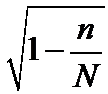 √(1 − n/N)